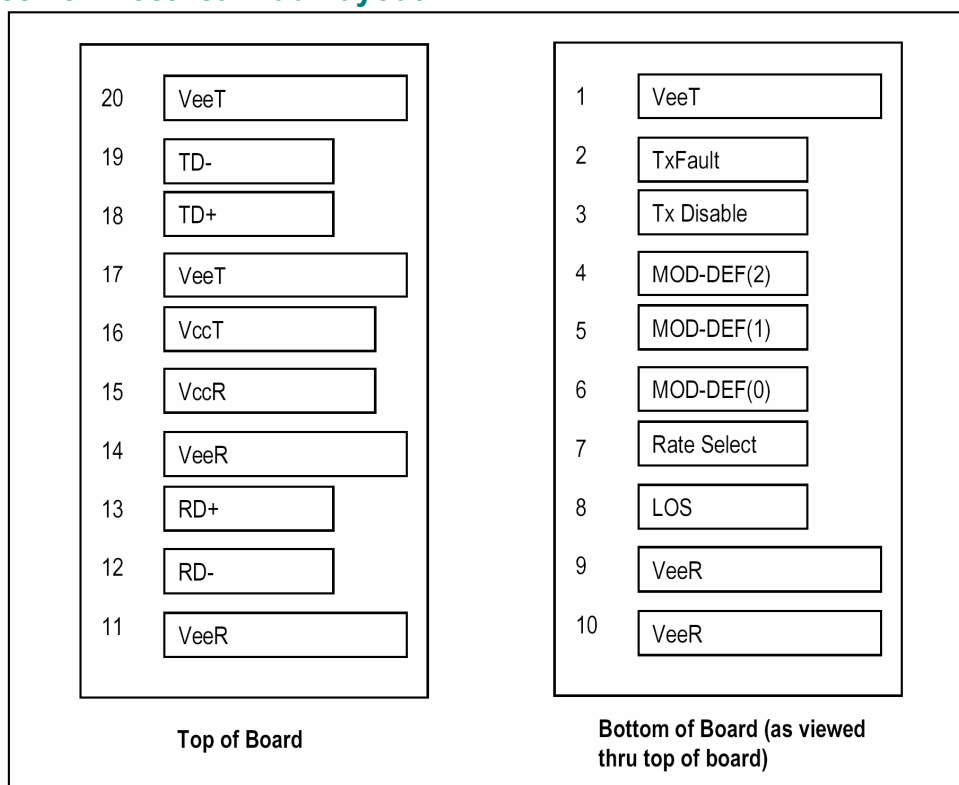 20 VeeT
19 TD-
18 TD+
17 VeeT
16 VccT
15 VccR
14 VeeR
13 RD+
12 RD-
11 VeeR
Top of Board
1 VeeT
2 TxFault
3 Tx Disable
4 MOD-DEF(2)
5 MOD-DEF(1)
6 MOD-DEF(0)
7 Rate Select
8 LOS
9 VeeR
10 VeeR
Bottom of Board (as viewed
thru top of board)